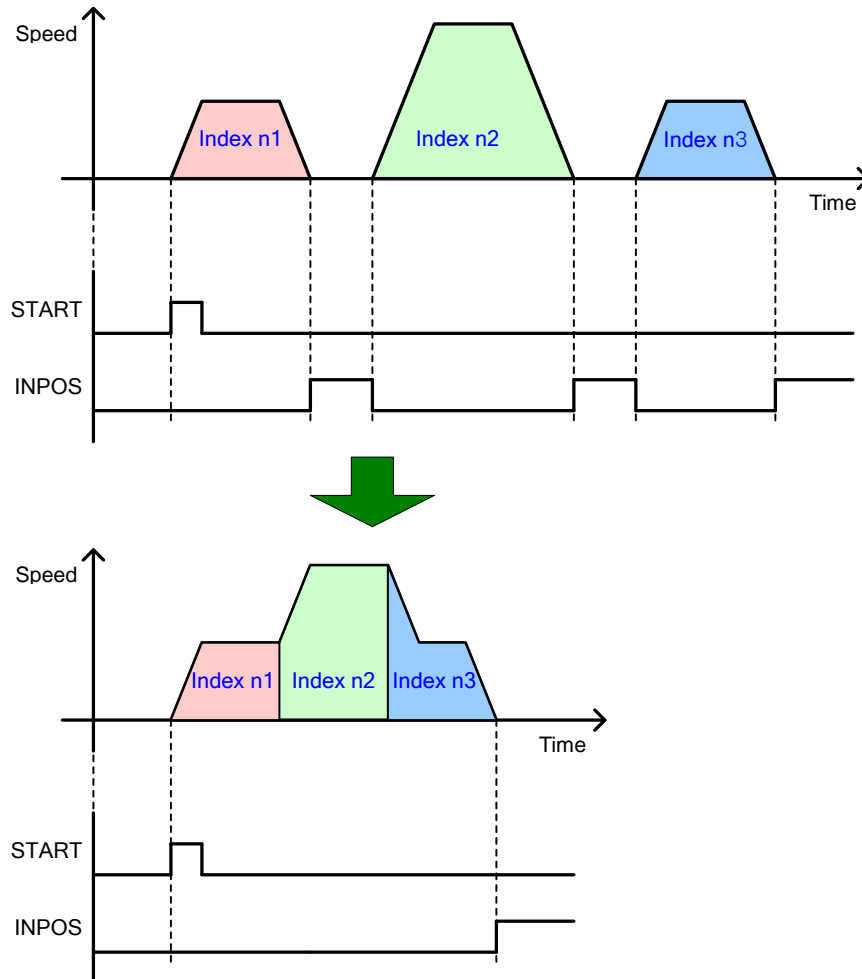 Speed
Index n1
Index n2
Index n3
Time
START
INPOS
Speed
Index n1
Index n2
Index n3
Time
START
INPOS